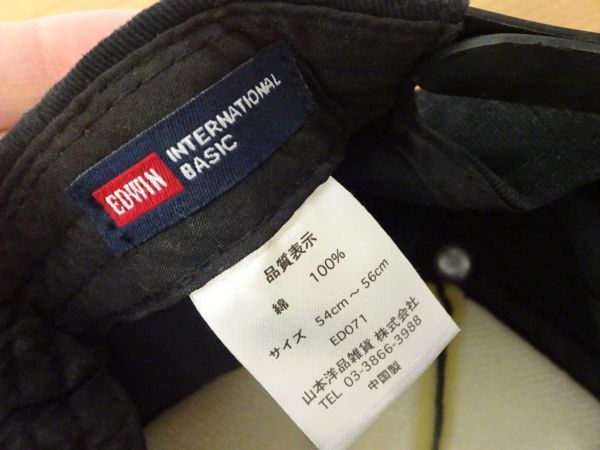 EDWIN
INTERNATIONAL
BASIC
品質表示
綿 100%
サイズ 54cm～56cm
ED071
山本洋品雑貨 株式会社
TEL 03-3866-3988
中国製